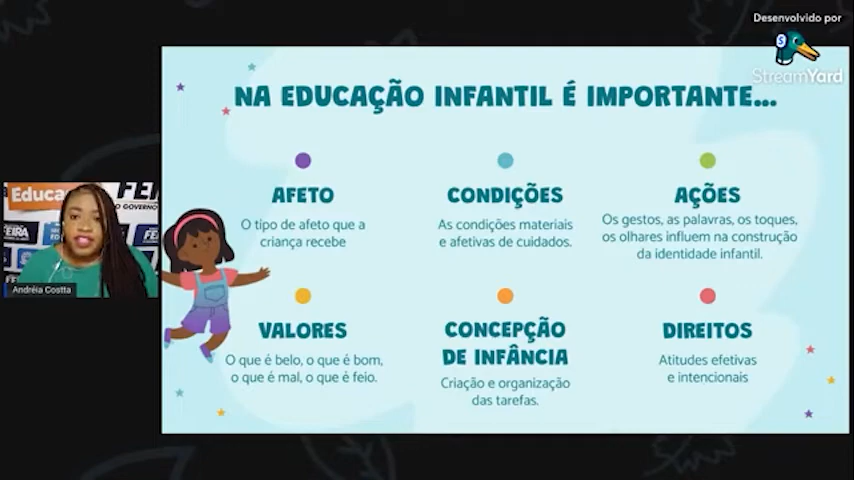 Desenvolvido por
StreamYard
NA EDUCAÇÃO INFANTIL É IMPORTANTE...
AFETO
O tipo de afeto que a
criança recebe
CONDIÇÕES
As condições materiais
e afetivas de cuidados.
AÇÕES
Os gestos, as palavras, os toques,
os olhares influem na construção
da identidade infantil.
VALORES
O que é belo, o que é bom,
o que é mal, o que é feio.
CONCEPÇÃO
DE INFÂNCIA
Criação e organização
das tarefas.
DIREITOS
Atitudes efetivas
e intencionais
Educa
FE
O GOVERNO
FEIRA
Andréia Costta